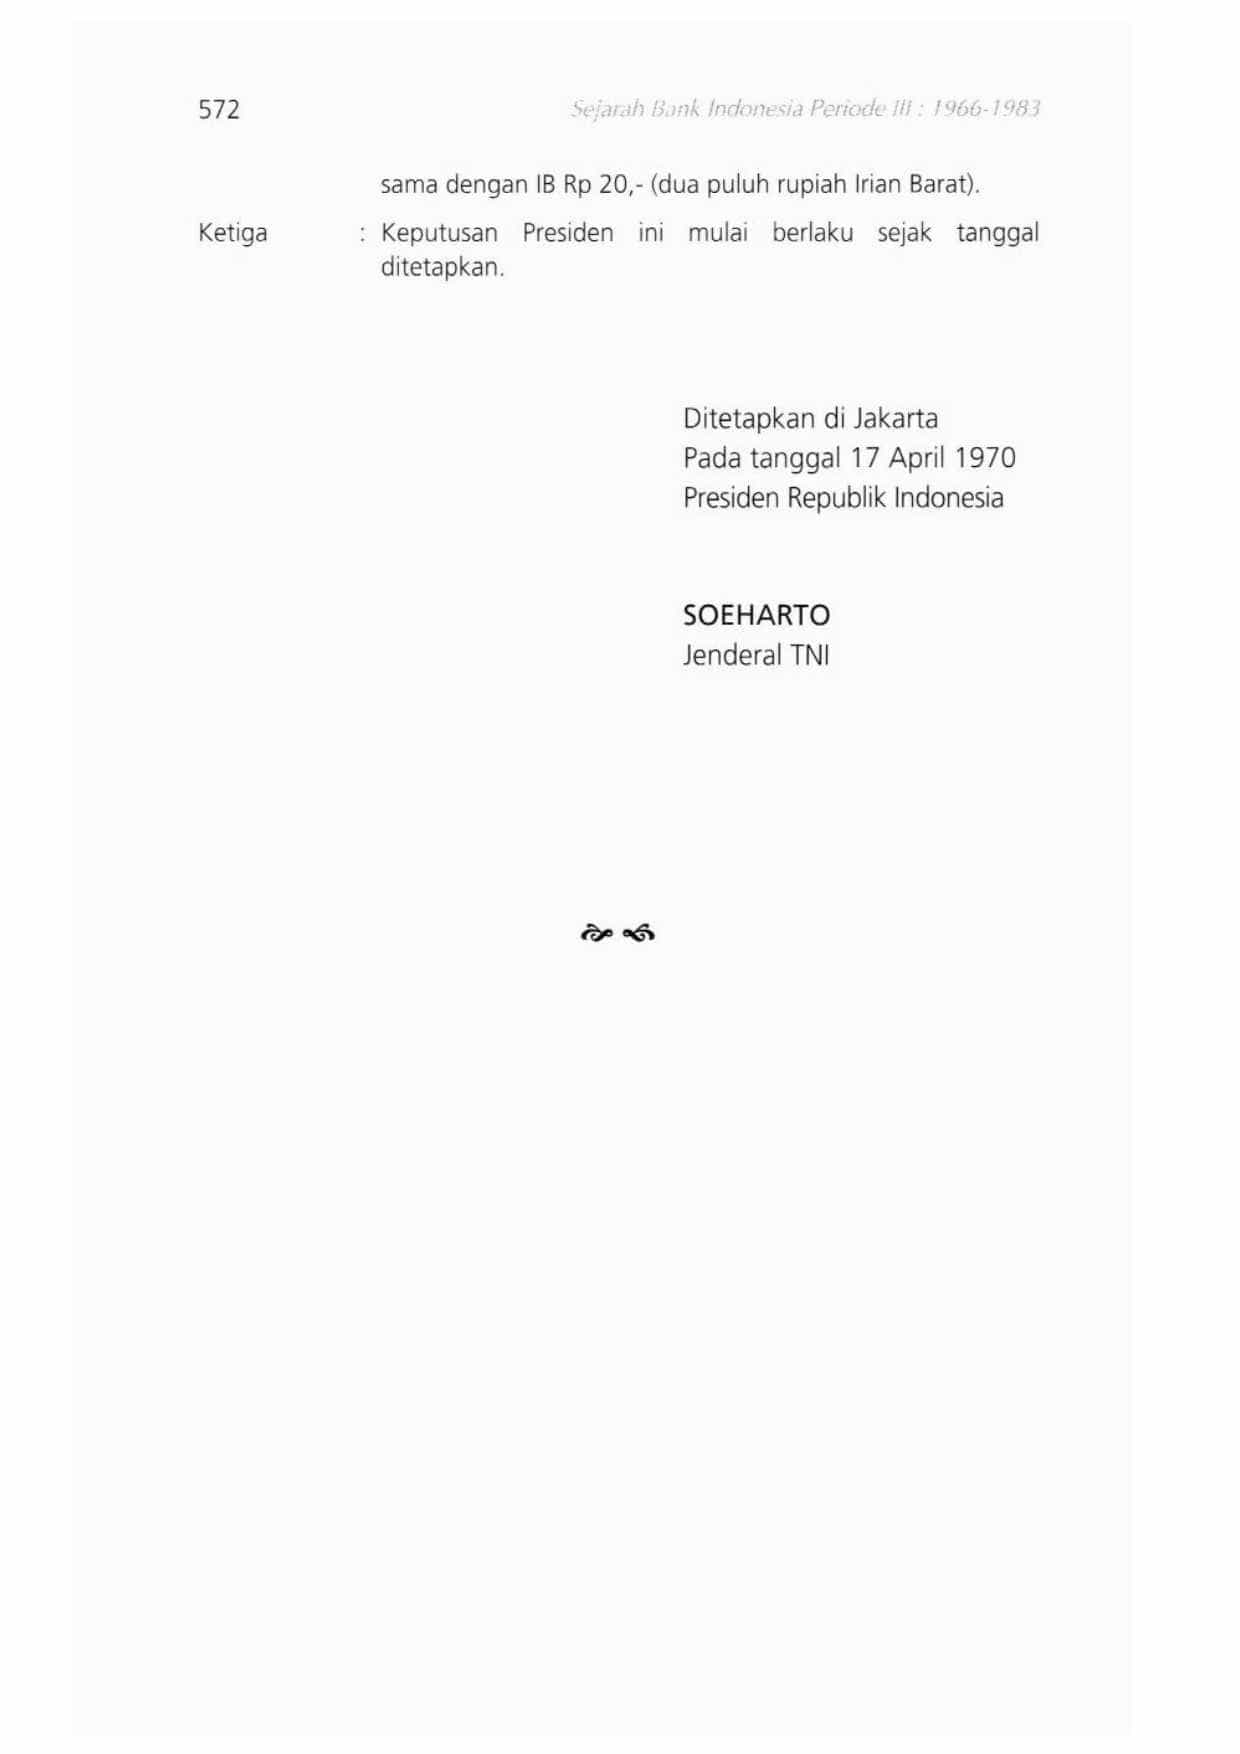 572 Sejarah Bank Indonesia Periode III : 1966-1983
sama dengan IB Rp 20,- (dua puluh rupiah Irian Barat).
Ketiga : Keputusan Presiden ini mulai berlaku sejak tanggal
ditetapkan.
Ditetapkan di Jakarta
Pada tanggal 17 April 1970
Presiden Republik Indonesia
SOEHARTO
Jenderal TNI